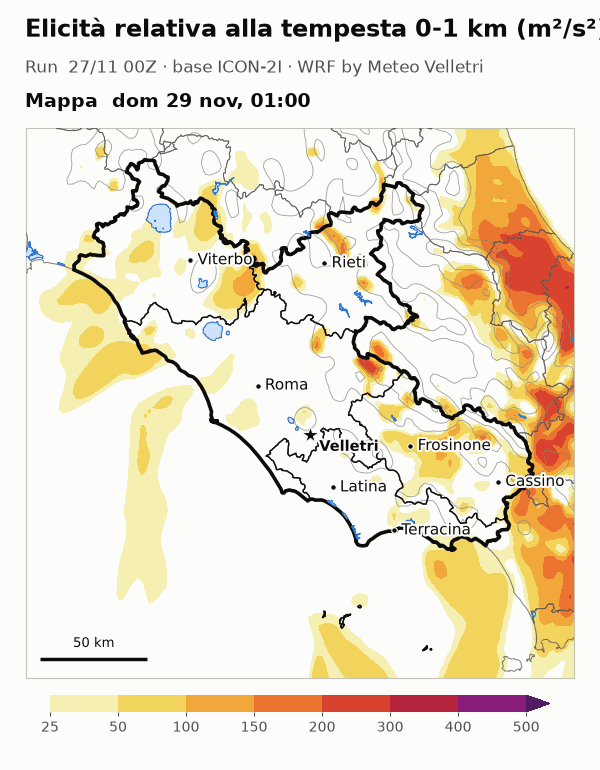 Elicità relativa alla tempesta 0-1 km (m²/s²)
Run  27/11 00Z · base ICON-2I · WRF by Meteo Velletri
Mappa  dom 29 nov, 01:00
Viterbo
Rieti
Roma
Velletri
Frosinone
Latina
Cassino
Terracina
50 km
25 50 100 150 200 300 400 500